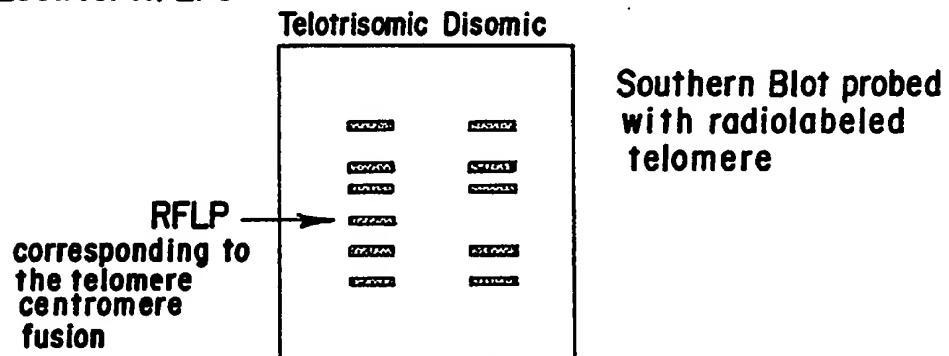 Telotrisomic Disomic
Southern Blot probed
with radiolabeled
telomere
RFLP
corresponding to
the telomere
centromere
fusion